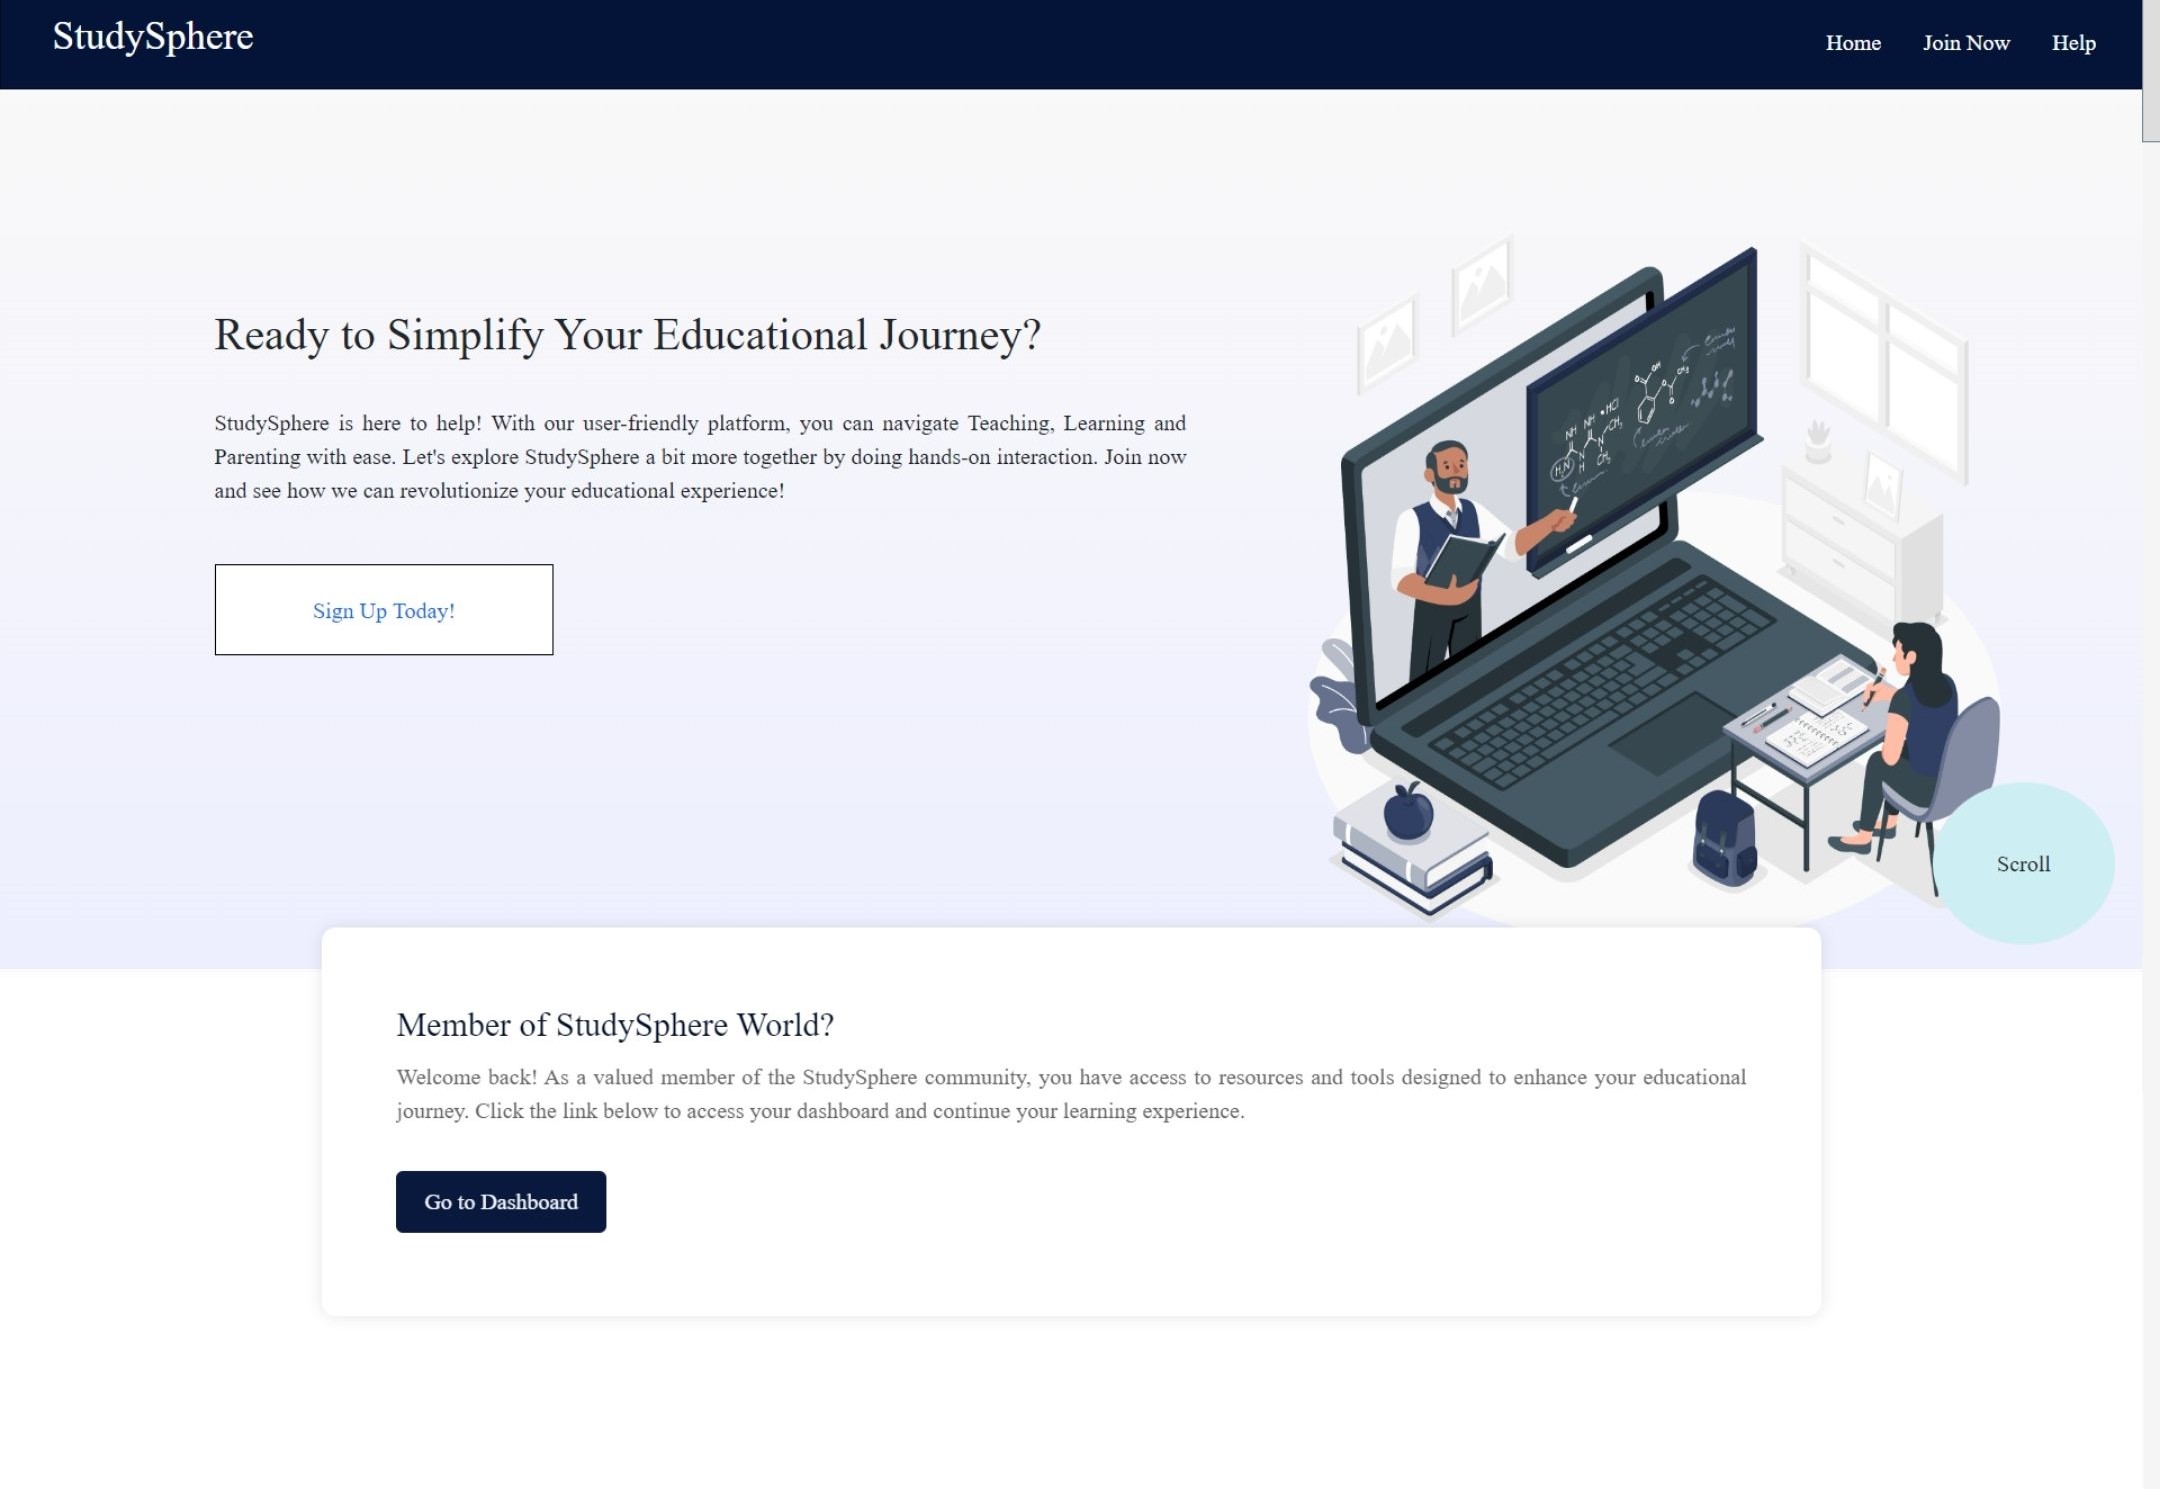 StudySphere
Home
Join Now
Help
Ready to Simplify Your Educational Journey?
StudySphere is here to help! With our user-friendly platform, you can navigate Teaching, Learning and
Parenting with ease. Let's explore StudySphere a bit more together by doing hands-on interaction. Join now
and see how we can revolutionize your educational experience!
Sign Up Today!
Scroll
Member of StudySphere World?
Welcome back! As a valued member of the StudySphere community, you have access to resources and tools designed to enhance your educational
journey. Click the link below to access your dashboard and continue your learning experience.
Go to Dashboard